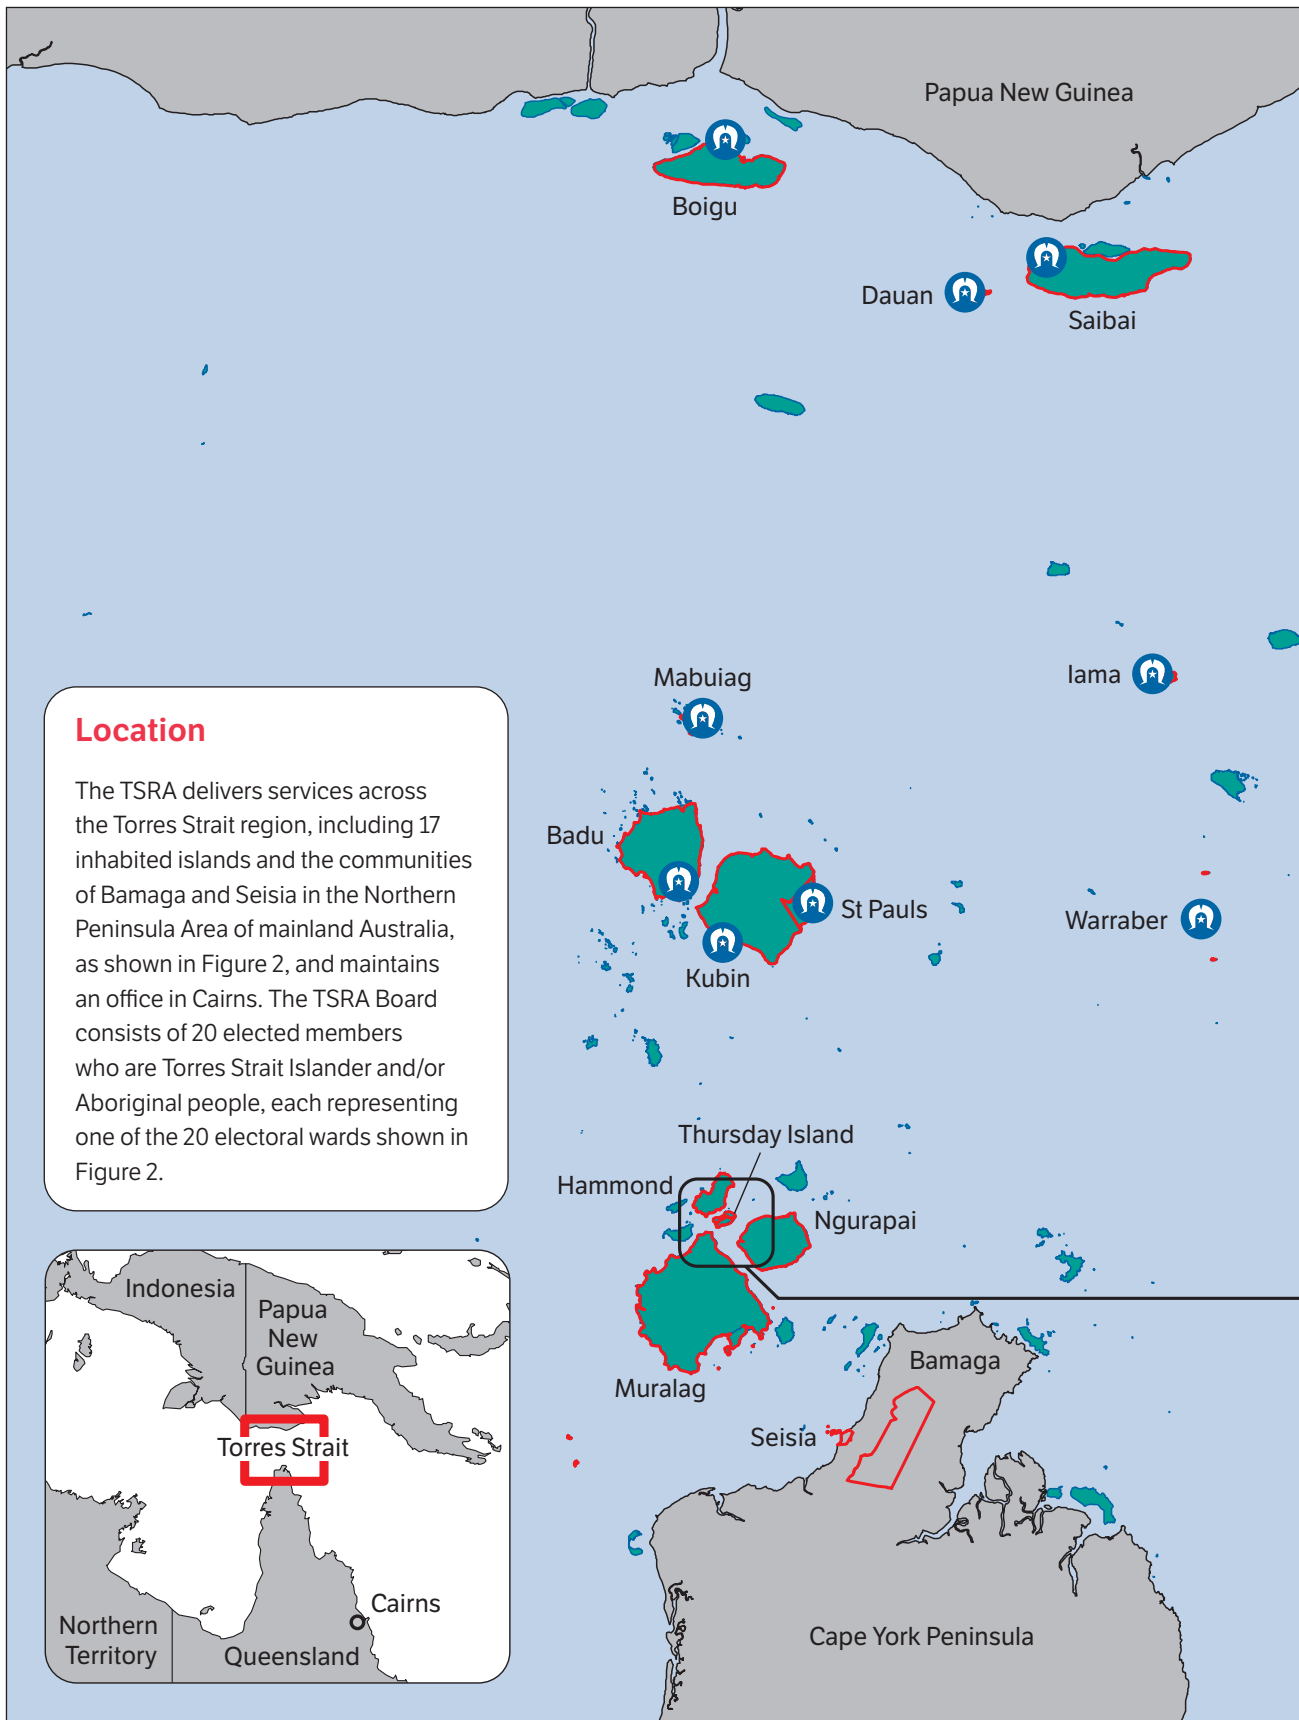 Papua New Guinea
Boigu
Dauan
Saibai
Mabuiag
Iama
Location
The TSRA delivers services across
the Torres Strait region, including 17
inhabited islands and the communities
of Bamaga and Seisia in the Northern
Peninsula Area of mainland Australia,
as shown in Figure 2, and maintains
an office in Cairns. The TSRA Board
consists of 20 elected members
who are Torres Strait Islander and/or
Aboriginal people, each representing
one of the 20 electoral wards shown in
Figure 2.
Badu
St Pauls
Warraber
Kubin
Thursday Island
Hammond
Ngurapai
Muralag
Bamaga
Seisia
Cape York Peninsula
Indonesia
Papua
New
Guinea
Torres Strait
Cairns
Northern
Territory
Queensland